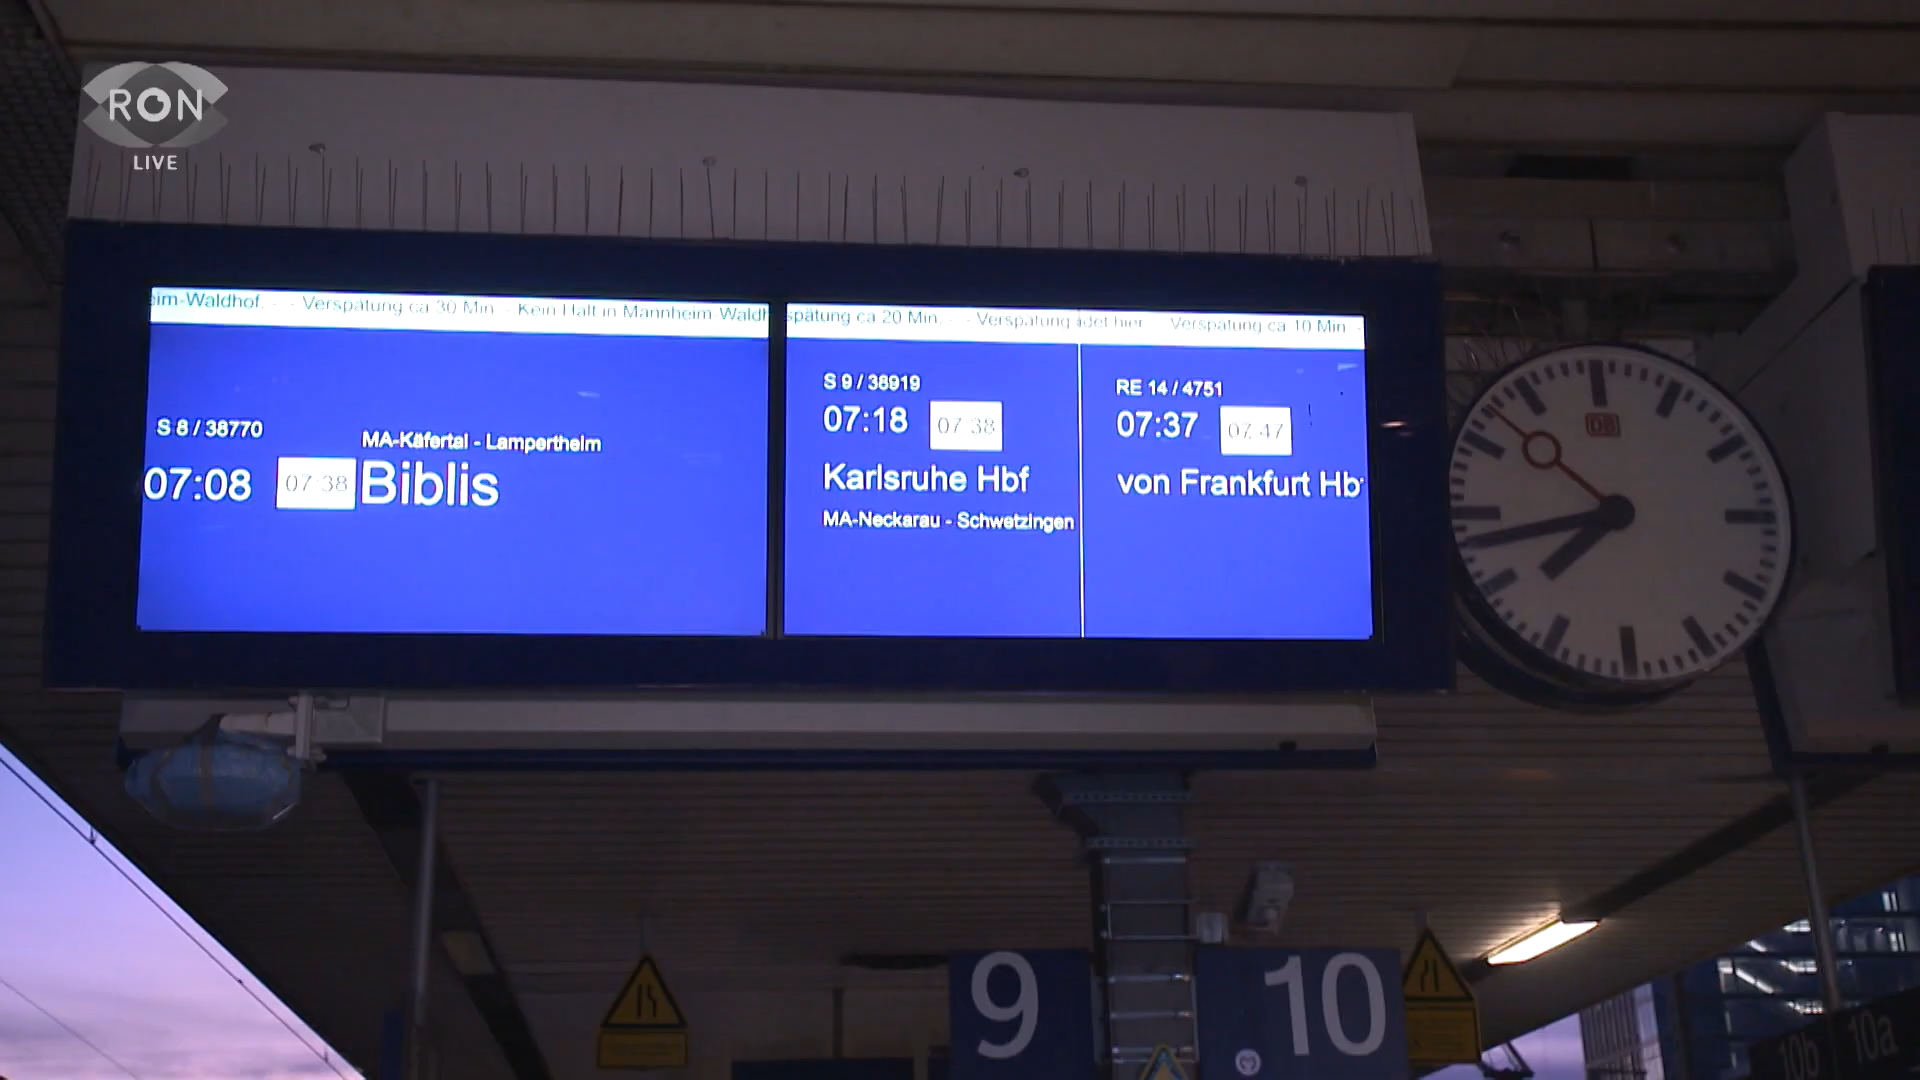 RON
LIVE
eim-Waldhof. - - Verspätung ca 30 Min. - Kein Halt in Mannheim-Waldh
spätung ca 20 Min. - - Verspätung
Verspätung ca 10 Min. -
S 8 / 38770
MA-Käfertal - Lampertheim
07:08 07:38 Biblis
S 9 / 38919
07:18 07:38
Karlsruhe Hbf
MA-Neckarau - Schwetzingen
RE 14 / 4751
07:37 07:47
von Frankfurt Hb
DB
9
10
10b
10a